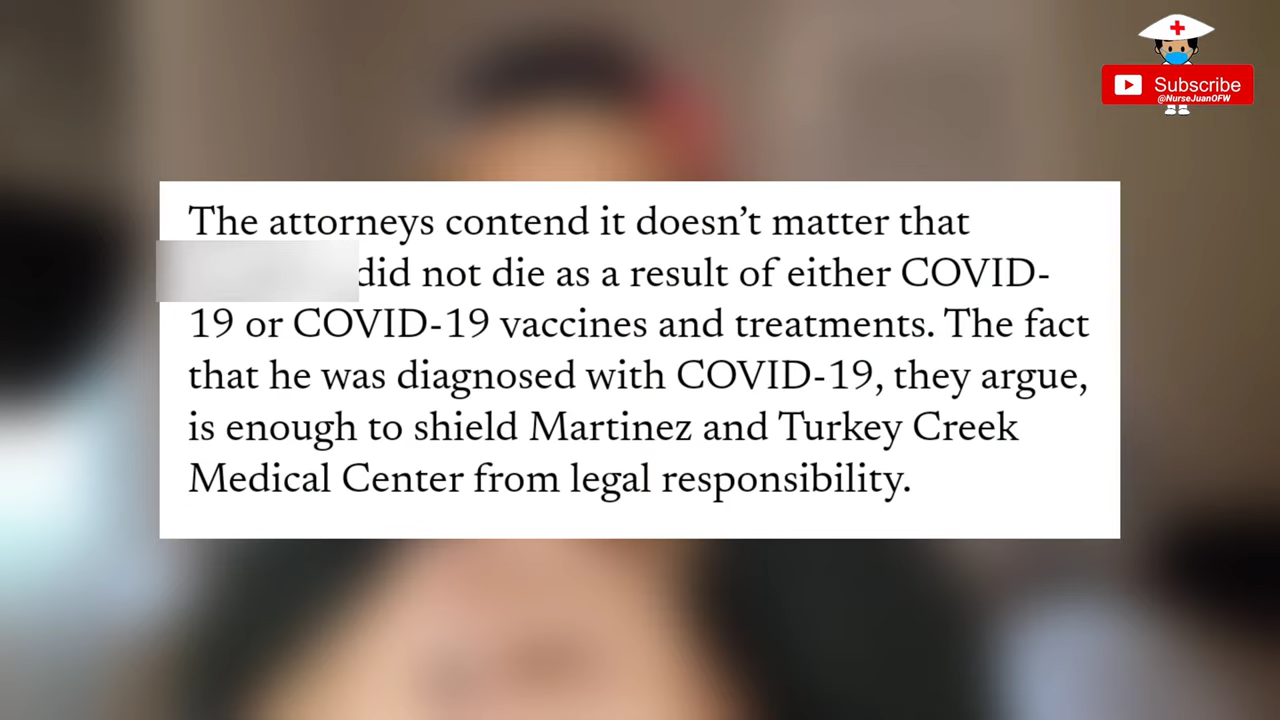 Subscribe
@NurseJuanOFW
The attorneys contend it doesn’t matter that
did not die as a result of either COVID-
19 or COVID-19 vaccines and treatments. The fact
that he was diagnosed with COVID-19, they argue,
is enough to shield Martinez and Turkey Creek
Medical Center from legal responsibility.